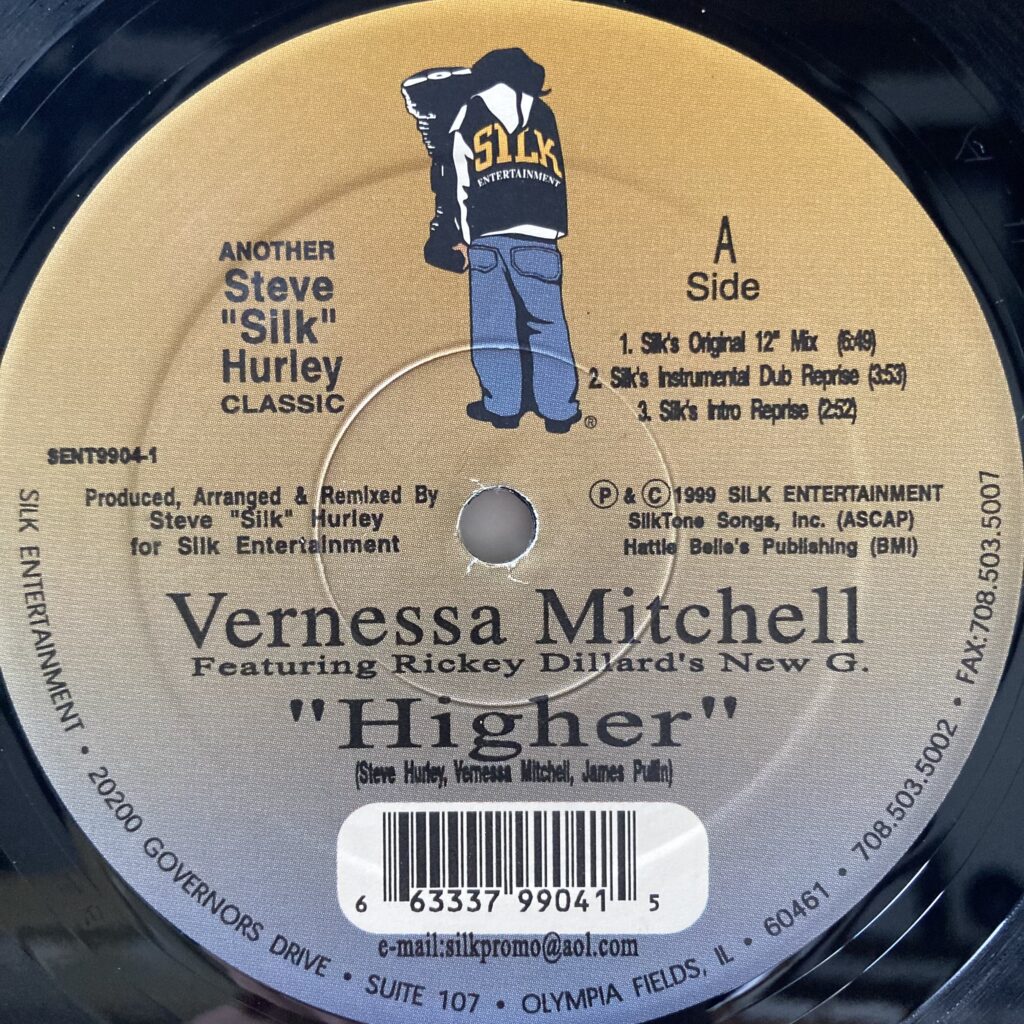 SILK
ENTERTAINMENT
®
ANOTHER
Steve
"Silk"
Hurley
CLASSIC
A
Side
1. Silk's Original 12" Mix (6:49)
2. Silk's Instrumental Dub Reprise (3:53)
3. Silk's Intro Reprise (2:52)
SENT9904-1
Produced, Arranged & Remixed By
Steve "Silk" Hurley
for Silk Entertainment
Ⓟ & © 1999 SILK ENTERTAINMENT
SilkTone Songs, Inc. (ASCAP)
Hattie Belle's Publishing (BMI)
Vernessa Mitchell
Featuring Rickey Dillard's New G.
"Higher"
(Steve Hurley, Vernessa Mitchell, James Pullin)
6 63337 99041 5
e-mail:silkpromo@aol.com
SILK ENTERTAINMENT • 20200 GOVERNORS DRIVE • SUITE 107 • OLYMPIA FIELDS, IL • 60461 • 708.503.5002 • FAX:708.503.5007